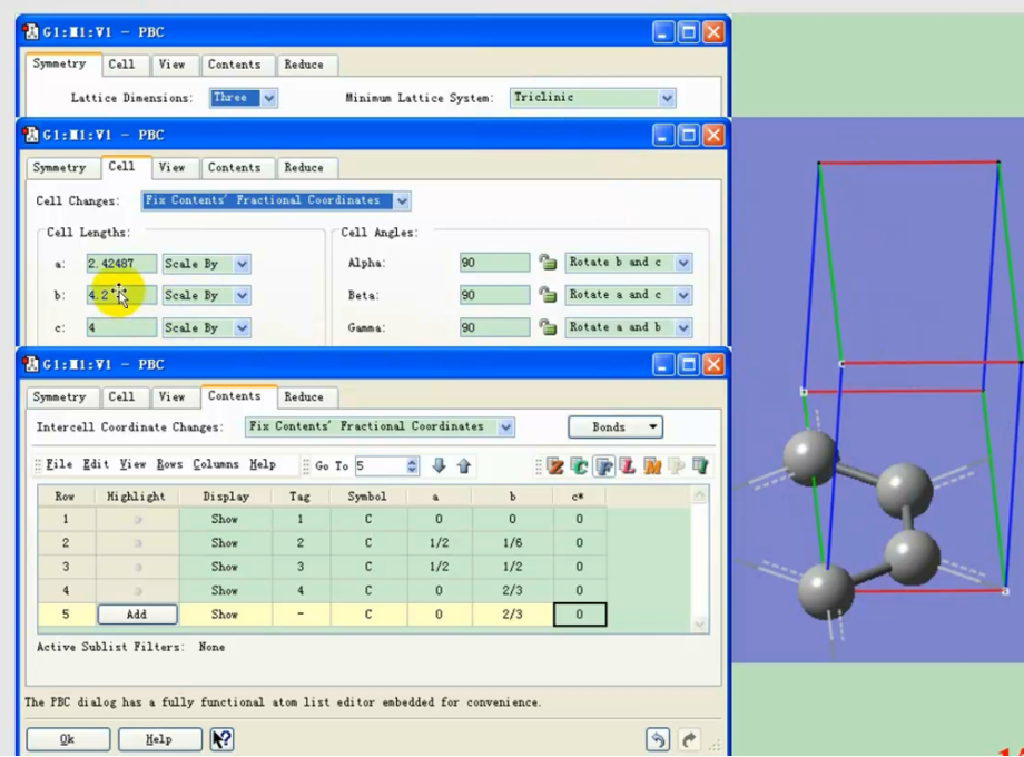 G1:M1:V1 - PBC
Symmetry Cell View Contents Reduce
Lattice Dimensions: Three Minimum Lattice System: Triclinic
G1:M1:V1 - PBC
Symmetry Cell View Contents Reduce
Cell Changes: Fix Contents' Fractional Coordinates
Cell Lengths: Cell Angles:
a: 2.42487 Scale By Alpha: 90 Rotate b and c
b: 4.2 Scale By Beta: 90 Rotate a and c
c: 4 Scale By Gamma: 90 Rotate a and b
G1:M1:V1 - PBC
Symmetry Cell View Contents Reduce
Intercell Coordinate Changes: Fix Contents' Fractional Coordinates Bonds
File Edit View Rows Columns Help Go To 5 Z C F L M P
Row Highlight Display Tag Symbol a b c*
1 Show 1 C 0 0 0
2 Show 2 C 1/2 1/6 0
3 Show 3 C 1/2 1/2 0
4 Show 4 C 0 2/3 0
5 Add Show - C 0 2/3 0
Active Sublist Filters: None
The PBC dialog has a fully functional atom list editor embedded for convenience.
Ok Help ?
b
a